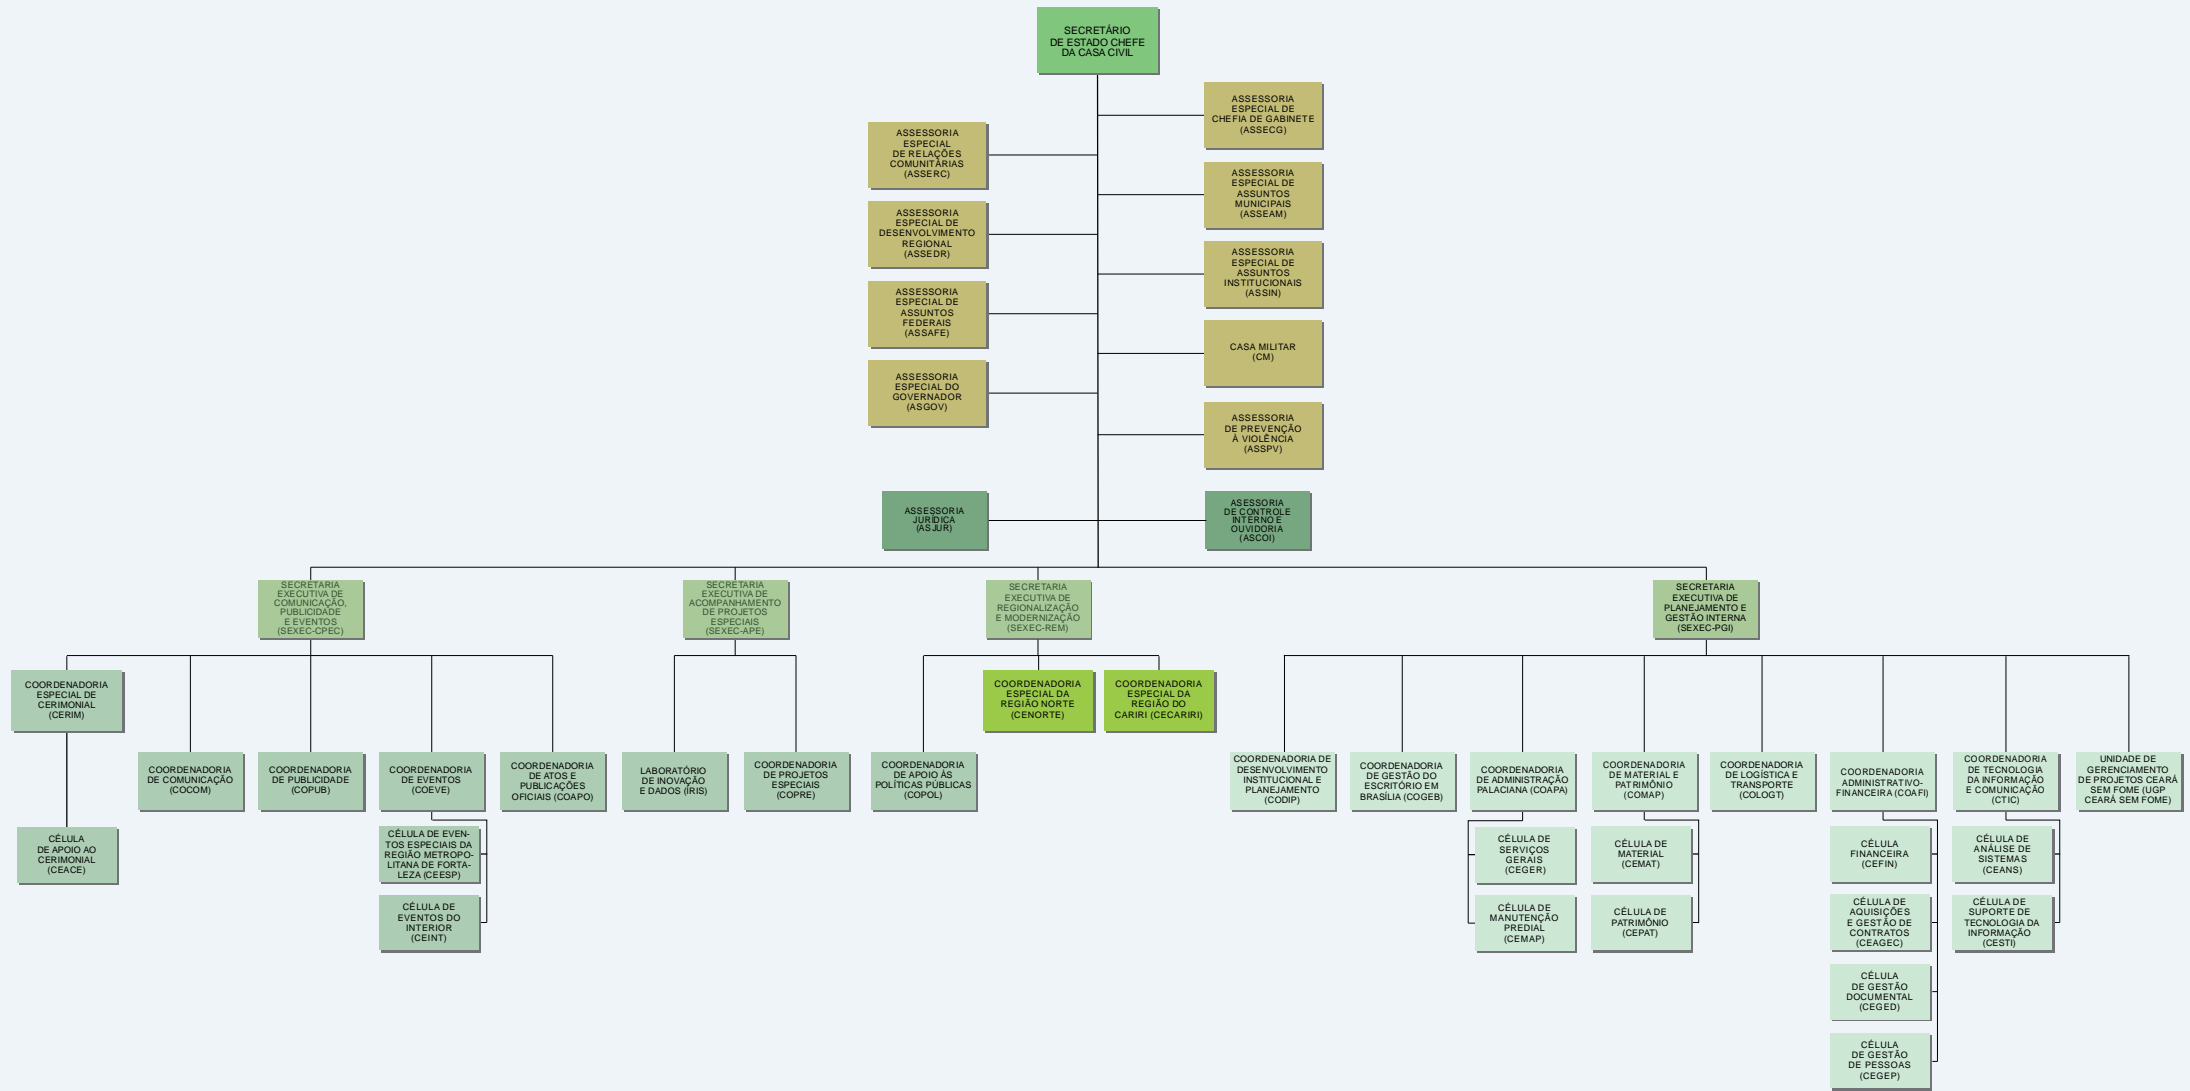 SECRETÁRIO
DE ESTADO CHEFE
DA CASA CIVIL
ASSESSORIA
ESPECIAL DE
CHEFIA DE GABINETE
(ASSECG)
ASSESSORIA
ESPECIAL
DE RELAÇÕES
COMUNITÁRIAS
(ASSERC)
ASSESSORIA
ESPECIAL DE
ASSUNTOS
MUNICIPAIS
(ASSEAM)
ASSESSORIA
ESPECIAL DE
DESENVOLVIMENTO
REGIONAL
(ASSEDR)
ASSESSORIA
ESPECIAL DE
ASSUNTOS
INSTITUCIONAIS
(ASSIN)
ASSESSORIA
ESPECIAL DE
ASSUNTOS
FEDERAIS
(ASSAFE)
CASA MILITAR
(CM)
ASSESSORIA
ESPECIAL DO
GOVERNADOR
(ASGOV)
ASSESSORIA
DE PREVENÇÃO
À VIOLÊNCIA
(ASSPV)
ASSESSORIA
JURÍDICA
(ASJUR)
ASESSORIA
DE CONTROLE
INTERNO E
OUVIDORIA
(ASCOI)
SECRETARIA
EXECUTIVA DE
COMUNICAÇÃO,
PUBLICIDADE
E EVENTOS
(SEXEC-CPEC)
SECRETARIA
EXECUTIVA DE
ACOMPANHAMENTO
DE PROJETOS
ESPECIAIS
(SEXEC-APE)
SECRETARIA
EXECUTIVA DE
REGIONALIZAÇÃO
E MODERNIZAÇÃO
(SEXEC-REM)
SECRETARIA
EXECUTIVA DE
PLANEJAMENTO E
GESTÃO INTERNA
(SEXEC-PGI)
COORDENADORIA
ESPECIAL DE
CERIMONIAL
(CERIM)
COORDENADORIA
ESPECIAL DA
REGIÃO NORTE
(CENORTE)
COORDENADORIA
ESPECIAL DA
REGIÃO DO
CARIRI (CECARIRI)
COORDENADORIA
DE COMUNICAÇÃO
(COCOM)
COORDENADORIA
DE PUBLICIDADE
(COPUB)
COORDENADORIA
DE EVENTOS
(COEVE)
COORDENADORIA
DE ATOS E
PUBLICAÇÕES
OFICIAIS (COAPO)
LABORATÓRIO
DE INOVAÇÃO
E DADOS (ÍRIS)
COORDENADORIA
DE PROJETOS
ESPECIAIS
(COPRE)
COORDENADORIA
DE APOIO ÀS
POLÍTICAS PÚBLICAS
(COPOL)
COORDENADORIA DE
DESENVOLVIMENTO
INSTITUCIONAL E
PLANEJAMENTO
(CODIP)
COORDENADORIA
DE GESTÃO DO
ESCRITÓRIO EM
BRASÍLIA (COGEB)
COORDENADORIA
DE ADMINISTRAÇÃO
PALACIANA (COAPA)
COORDENADORIA
DE MATERIAL E
PATRIMÔNIO
(COMAP)
COORDENADORIA
DE LOGÍSTICA E
TRANSPORTE
(COLOGT)
COORDENADORIA
ADMINISTRATIVO-
FINANCEIRA (COAFI)
COORDENADORIA
DE TECNOLOGIA
DA INFORMAÇÃO
E COMUNICAÇÃO
(CTIC)
UNIDADE DE
GERENCIAMENTO
DE PROJETOS CEARÁ
SEM FOME (UGP
CEARÁ SEM FOME)
CÉLULA
DE APOIO AO
CERIMONIAL
(CEACE)
CÉLULA DE EVEN-
TOS ESPECIAIS DA
REGIÃO METROPO-
LITANA DE FORTA-
LEZA (CEESP)
CÉLULA DE
SERVIÇOS
GERAIS
(CEGER)
CÉLULA DE
MATERIAL
(CEMAT)
CÉLULA
FINANCEIRA
(CEFIN)
CÉLULA DE
ANÁLISE DE
SISTEMAS
(CEANS)
CÉLULA DE
EVENTOS DO
INTERIOR
(CEINT)
CÉLULA DE
MANUTENÇÃO
PREDIAL
(CEMAP)
CÉLULA DE
PATRIMÔNIO
(CEPAT)
CÉLULA DE
AQUISIÇÕES
E GESTÃO DE
CONTRATOS
(CEAGEC)
CÉLULA DE
SUPORTE DE
TECNOLOGIA DA
INFORMAÇÃO
(CESTI)
CÉLULA
DE GESTÃO
DOCUMENTAL
(CEGED)
CÉLULA
DE GESTÃO
DE PESSOAS
(CEGEP)